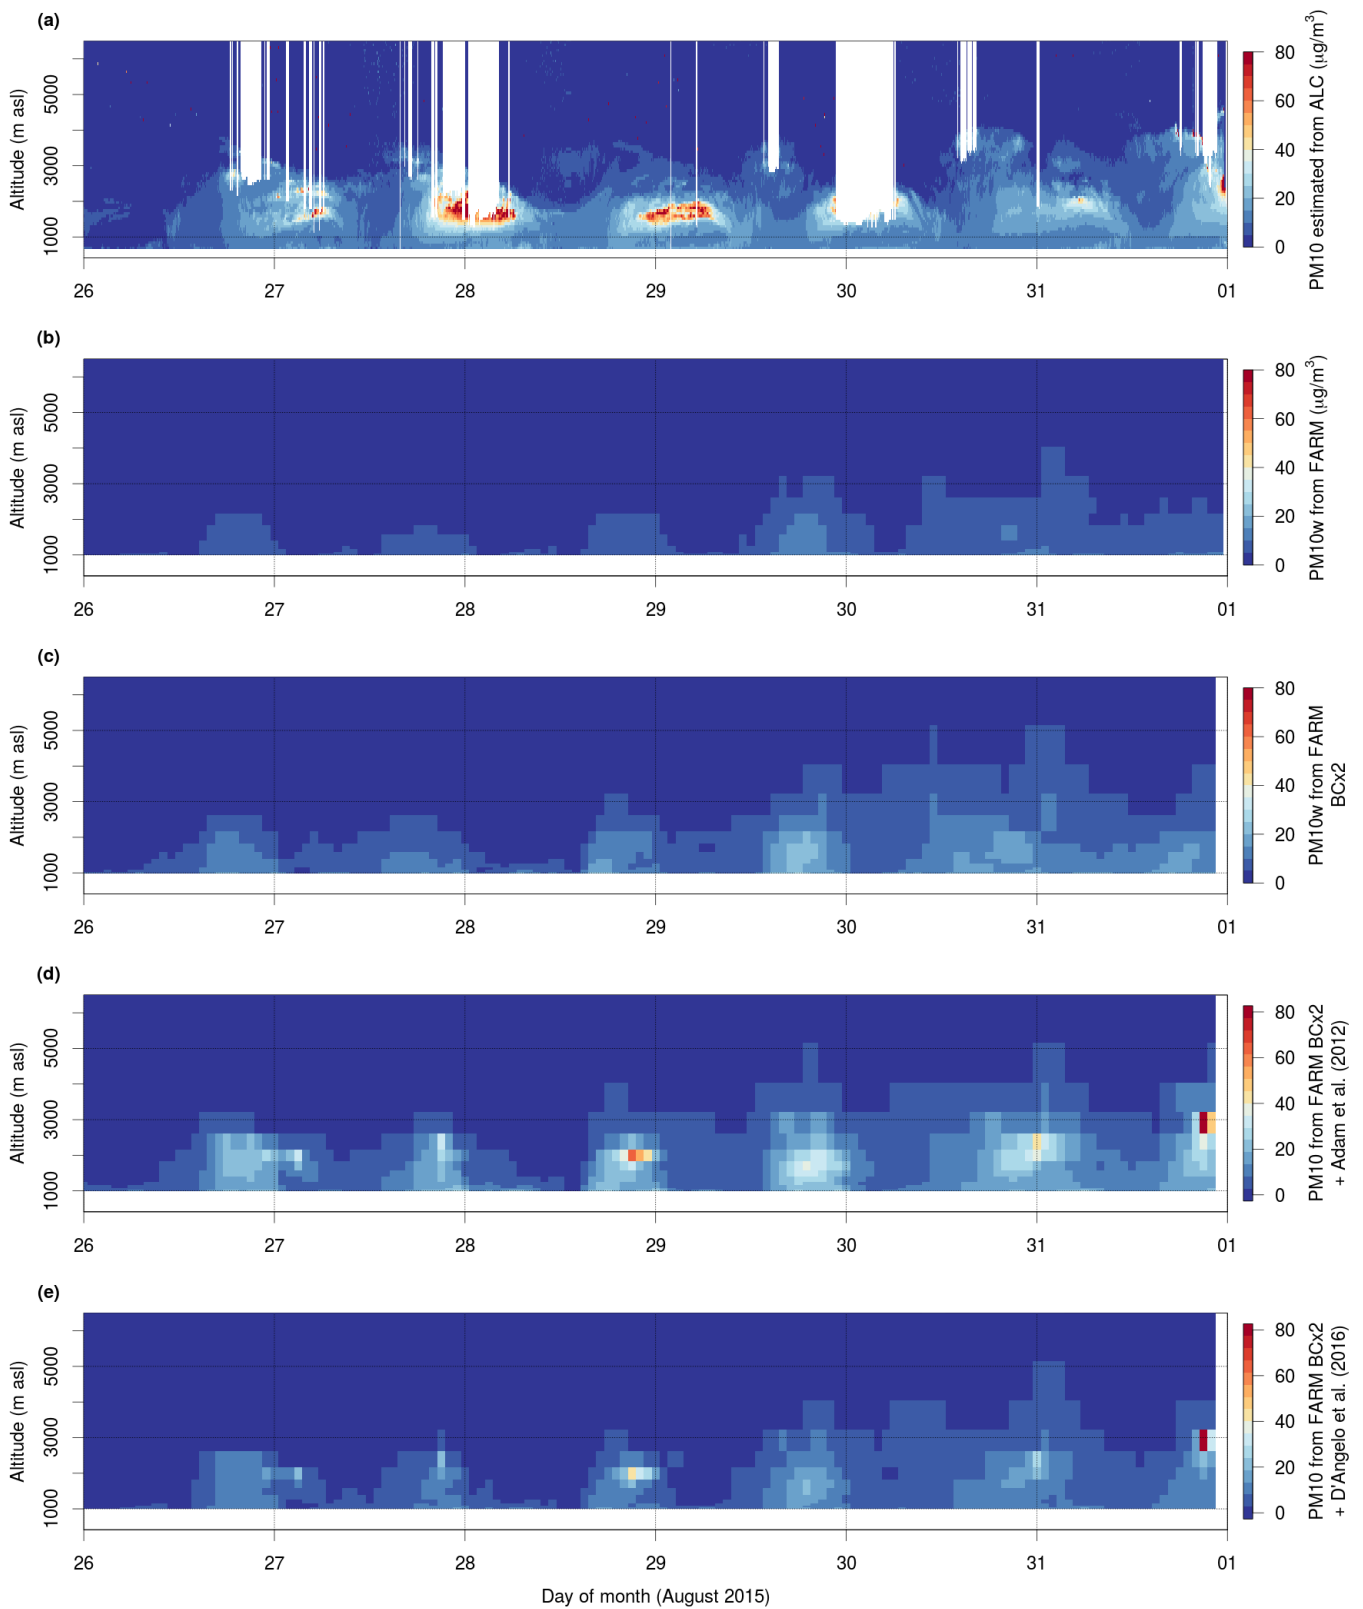 (a)
Altitude (m asl)
1000 3000 5000
26 27 28 29 30 31 01
0 20 40 60 80
PM10 estimated from ALC (μg/m³)
(b)
Altitude (m asl)
1000 3000 5000
26 27 28 29 30 31 01
0 20 40 60 80
PM10w from FARM (μg/m³)
(c)
Altitude (m asl)
1000 3000 5000
26 27 28 29 30 31 01
0 20 40 60 80
PM10w from FARM
BCx2
(d)
Altitude (m asl)
1000 3000 5000
26 27 28 29 30 31 01
0 20 40 60 80
PM10 from FARM BCx2
+ Adam et al. (2012)
(e)
Altitude (m asl)
1000 3000 5000
26 27 28 29 30 31 01
0 20 40 60 80
PM10 from FARM BCx2
+ D'Angelo et al. (2016)
Day of month (August 2015)